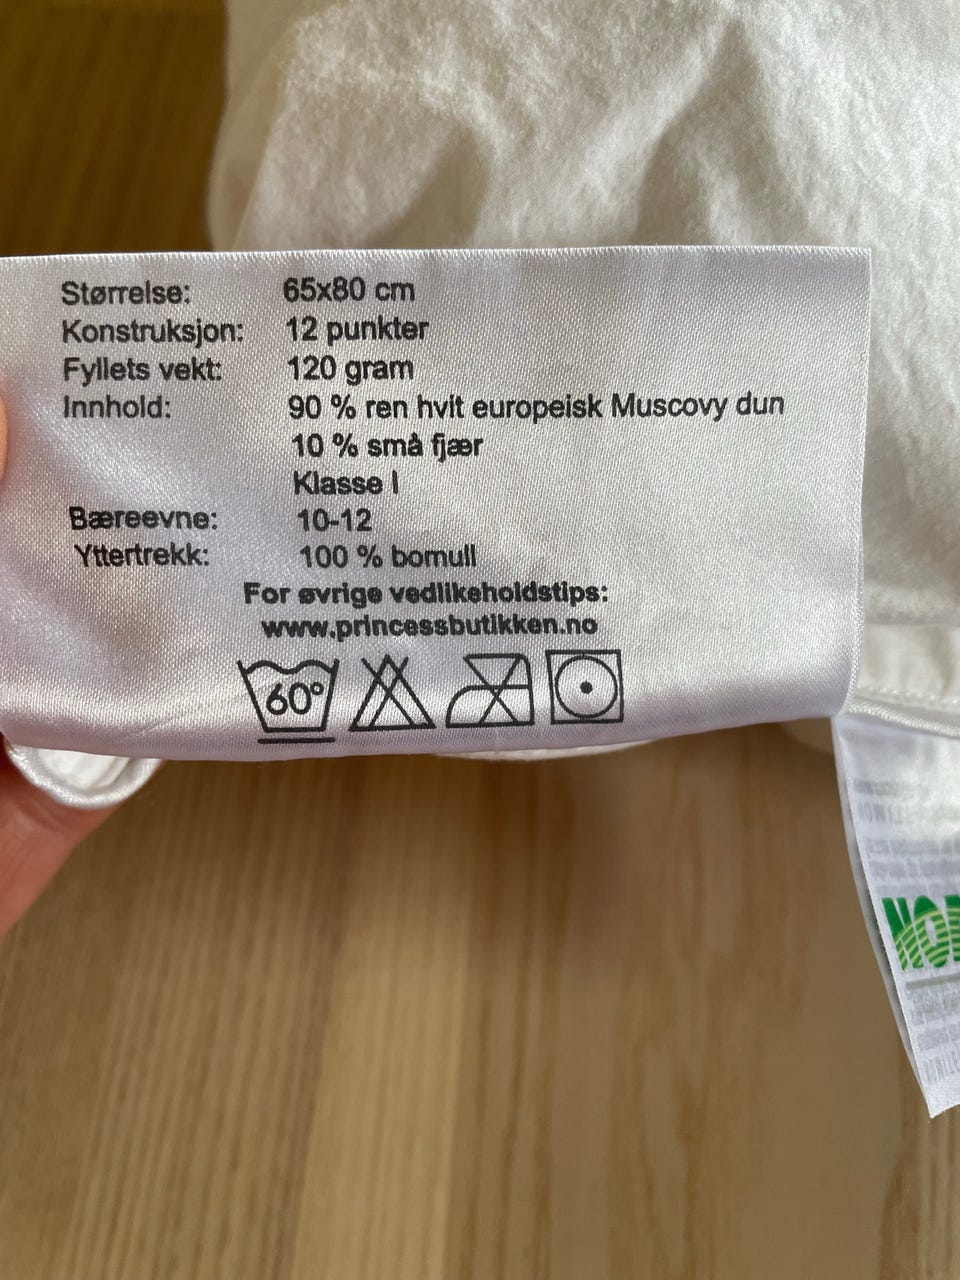 Størrelse: 65x80 cm
Konstruksjon: 12 punkter
Fyllets vekt: 120 gram
Innhold: 90 % ren hvit europeisk Muscovy dun
10 % små fjær
Klasse I
Bæreevne: 10-12
Yttertrekk: 100 % bomull
For øvrige vedlikeholdstips:
www.princessbutikken.no
60°
NOR